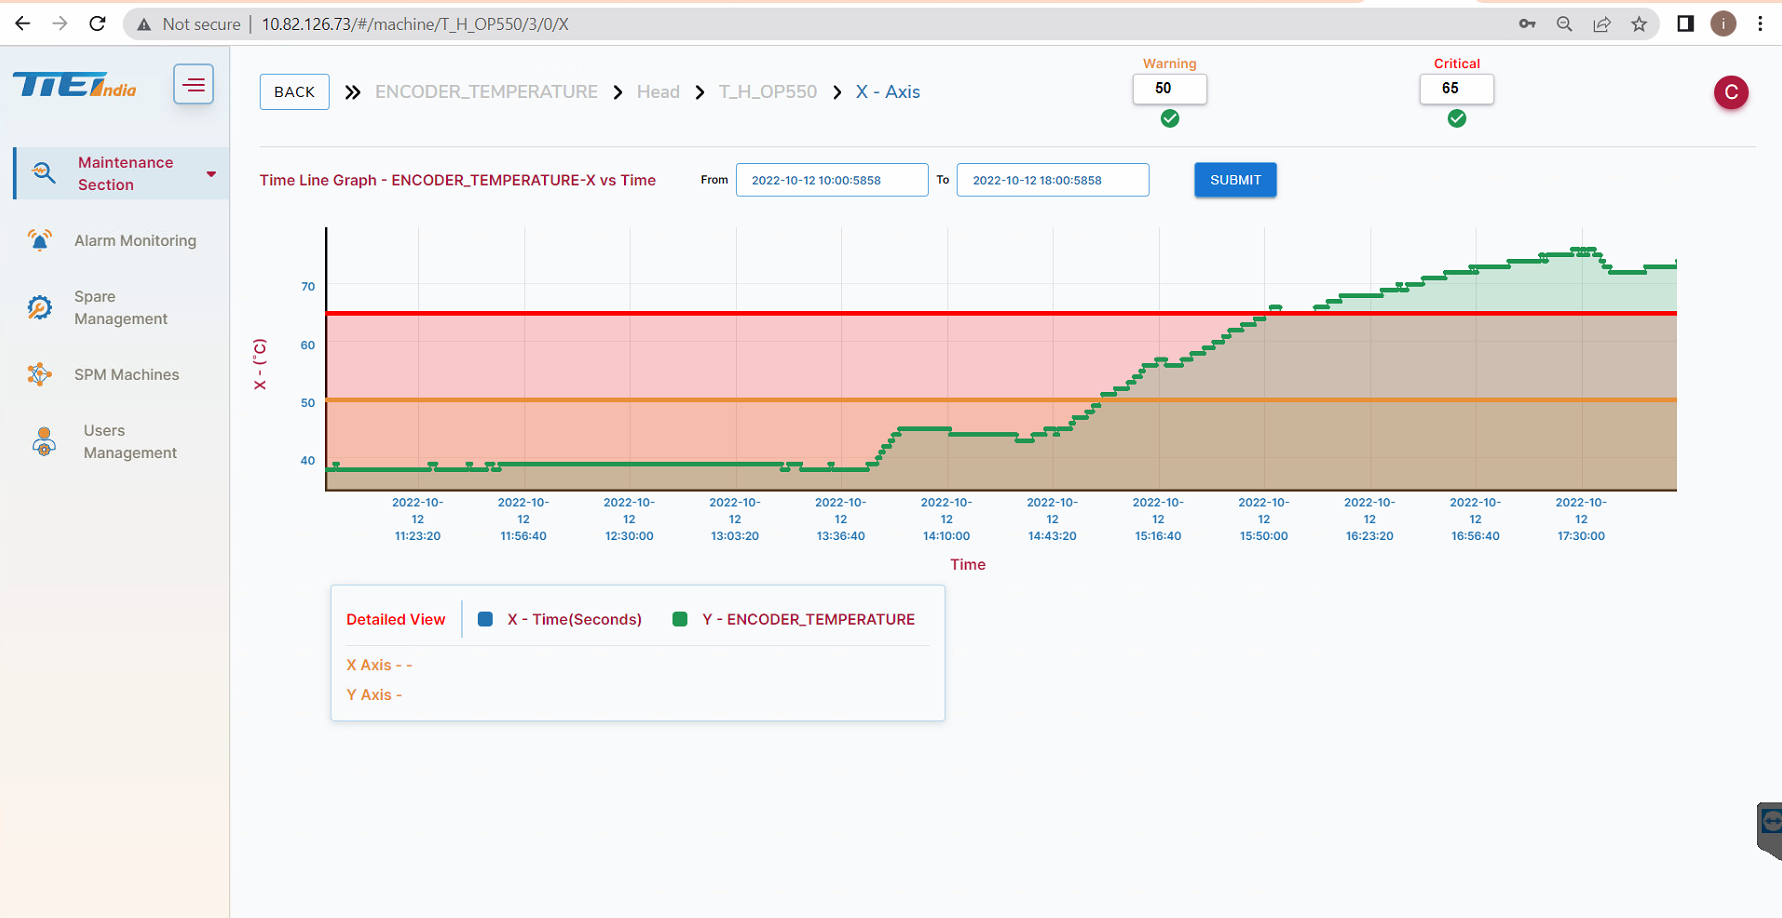 Not secure | 10.82.126.73/#/machine/T_H_OP550/3/0/X
i
TIEI India
BACK
ENCODER_TEMPERATURE
Head
T_H_OP550
X - Axis
Warning
50
Critical
65
C
Maintenance
Section
Alarm Monitoring
Spare
Management
SPM Machines
Users
Management
Time Line Graph - ENCODER_TEMPERATURE-X vs Time
From
2022-10-12 10:00:5858
To
2022-10-12 18:00:5858
SUBMIT
X - (°C)
70
60
50
40
2022-10-
12
11:23:20
2022-10-
12
11:56:40
2022-10-
12
12:30:00
2022-10-
12
13:03:20
2022-10-
12
13:36:40
2022-10-
12
14:10:00
2022-10-
12
14:43:20
2022-10-
12
15:16:40
2022-10-
12
15:50:00
2022-10-
12
16:23:20
2022-10-
12
16:56:40
2022-10-
12
17:30:00
Time
Detailed View
X - Time(Seconds)
Y - ENCODER_TEMPERATURE
X Axis - -
Y Axis -